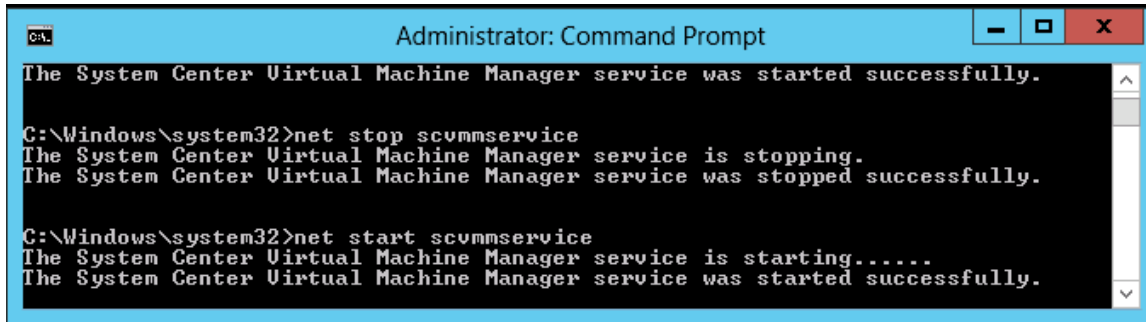 Administrator: Command Prompt
The System Center Virtual Machine Manager service was started successfully.
C:\Windows\system32>net stop scvmmservice
The System Center Virtual Machine Manager service is stopping.
The System Center Virtual Machine Manager service was stopped successfully.
C:\Windows\system32>net start scvmmservice
The System Center Virtual Machine Manager service is starting......
The System Center Virtual Machine Manager service was started successfully.